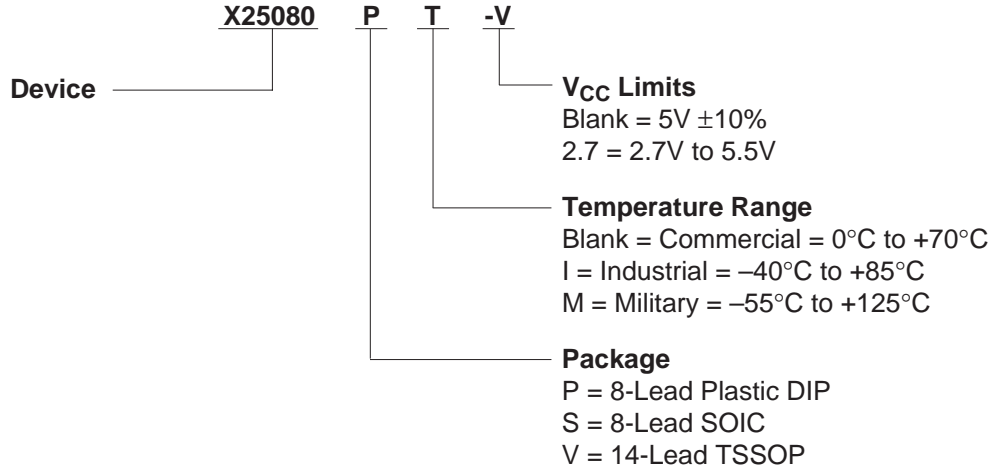 X25080 P T -V
Device
VCC Limits
Blank = 5V ±10%
2.7 = 2.7V to 5.5V
Temperature Range
Blank = Commercial = 0°C to +70°C
I = Industrial = –40°C to +85°C
M = Military = –55°C to +125°C
Package
P = 8-Lead Plastic DIP
S = 8-Lead SOIC
V = 14-Lead TSSOP